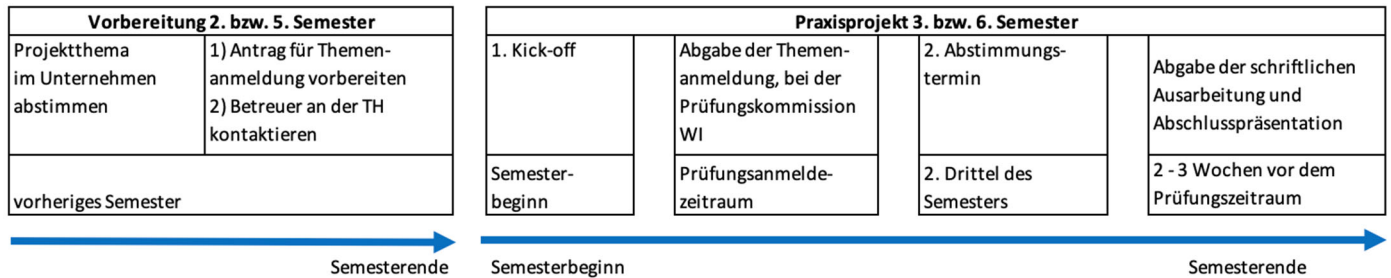 Vorbereitung 2. bzw. 5. Semester
Projektthema
im Unternehmen
abstimmen
1) Antrag für Themen-
anmeldung vorbereiten
2) Betreuer an der TH
kontaktieren
vorheriges Semester
Semesterende
Praxisprojekt 3. bzw. 6. Semester
1. Kick-off
Semester-
beginn
Abgabe der Themen-
anmeldung, bei der
Prüfungskommission
WI
Prüfungsanmelde-
zeitraum
2. Abstimmungs-
termin
2. Drittel des
Semesters
Abgabe der schriftlichen
Ausarbeitung und
Abschlusspräsentation
2 - 3 Wochen vor dem
Prüfungszeitraum
Semesterbeginn
Semesterende